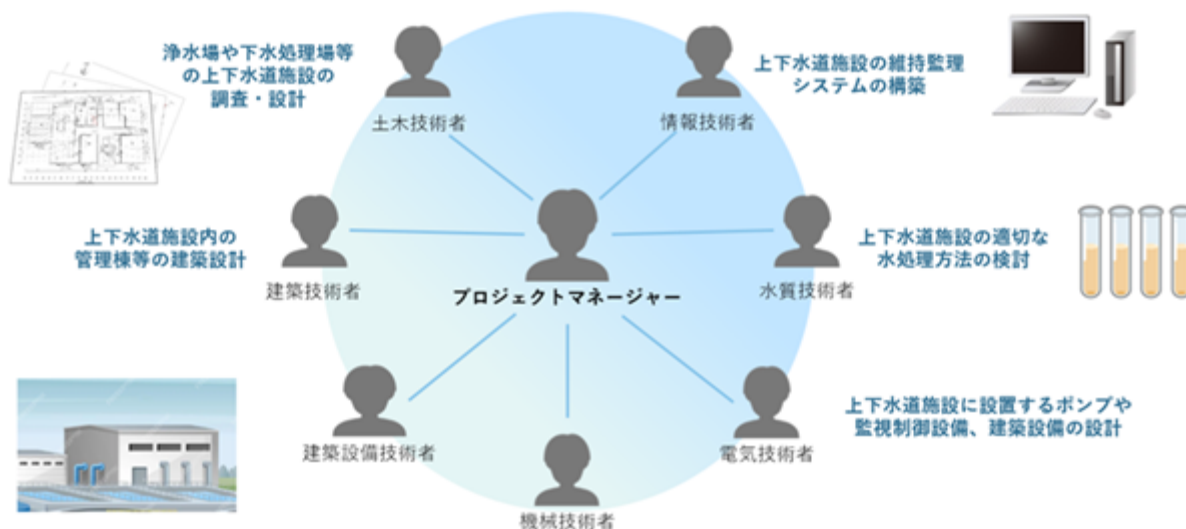 浄水場や下水処理場等
の上下水道施設の
調査・設計
土木技術者
情報技術者
上下水道施設の維持監理
システムの構築
上下水道施設内の
管理棟等の建築設計
建築技術者
プロジェクトマネージャー
水質技術者
上下水道施設の適切な
水処理方法の検討
建築設備技術者
機械技術者
電気技術者
上下水道施設に設置するポンプや
監視制御設備、建築設備の設計